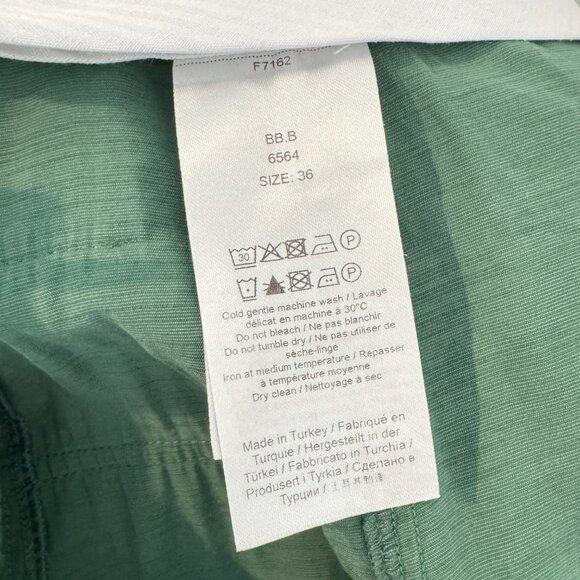 F7162
BB.B
6564
SIZE: 36
30 P
P
Cold gentle machine wash / Lavage
délicat en machine à 30°C
Do not bleach / Ne pas blanchir
Do not tumble dry / Ne pas utiliser de
sèche-linge
Iron at medium temperature / Repasser
à température moyenne
Dry clean / Nettoyage à sec
Made in Turkey / Fabriqué en
Turquie / Hergestellt in der
Türkei / Fabbricato in Turchia /
Produsert i Tyrkia / Сделано в
Турции /